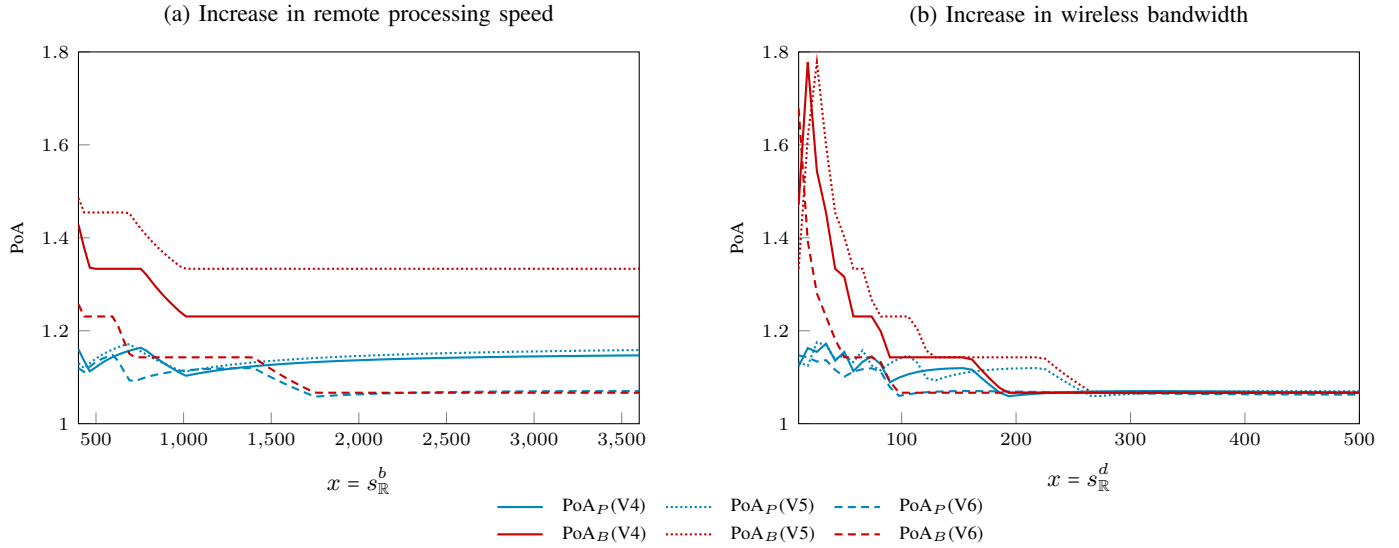 (a) Increase in remote processing speed
1.8
1.6
1.4
1.2
1
PoA
500 1,000 1,500 2,000 2,500 3,000 3,500
x = s_ℝ^b
(b) Increase in wireless bandwidth
1.8
1.6
1.4
1.2
1
PoA
100 200 300 400 500
x = s_ℝ^d
PoA_P(V4) PoA_P(V5) PoA_P(V6)
PoA_B(V4) PoA_B(V5) PoA_B(V6)